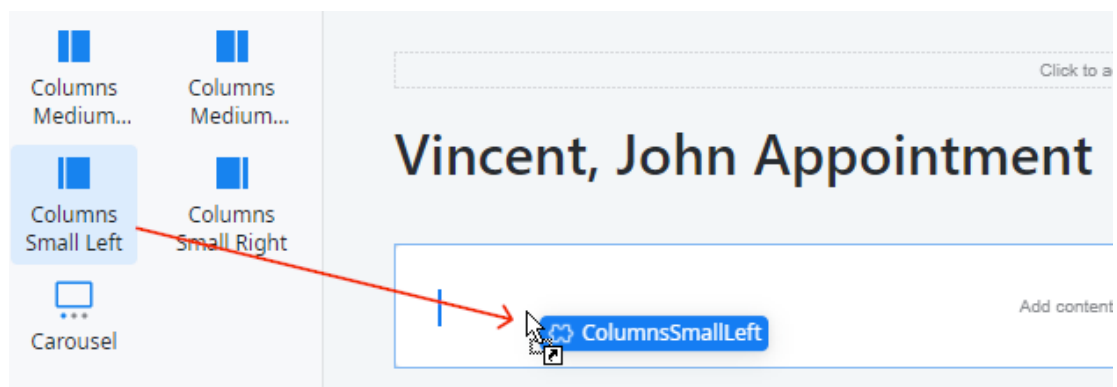 Columns
Medium...
Columns
Medium...
Click to a
Vincent, John Appointment
Columns
Small Left
Columns
Small Right
Add content
ColumnsSmallLeft
Carousel